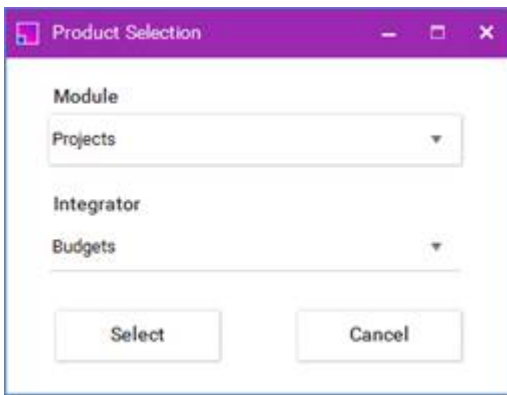 Product Selection
Module
Projects
Integrator
Budgets
Select Cancel